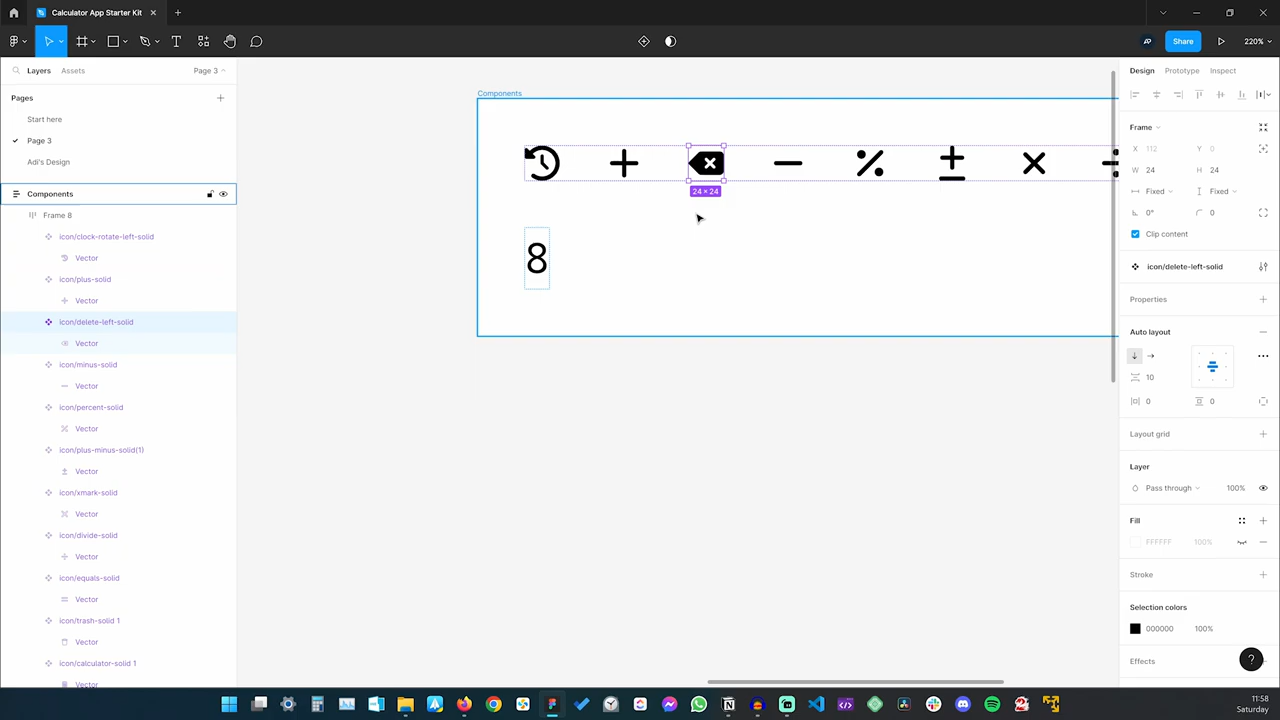 Calculator App Starter Kit
Share
220%
Layers
Assets
Page 3
Pages
Start here
Page 3
Adi's Design
Components
Frame 8
icon/clock-rotate-left-solid
Vector
icon/plus-solid
Vector
icon/delete-left-solid
Vector
icon/minus-solid
Vector
icon/percent-solid
Vector
icon/plus-minus-solid(1)
Vector
icon/xmark-solid
Vector
icon/divide-solid
Vector
icon/equals-solid
Vector
icon/trash-solid 1
Vector
icon/calculator-solid 1
Vector
Components
24 × 24
8
Design
Prototype
Inspect
Frame
X 112
Y 0
W 24
H 24
Fixed
Fixed
0°
0
Clip content
icon/delete-left-solid
Properties
Auto layout
10
0
0
Layout grid
Layer
Pass through
100%
Fill
FFFFFF
100%
Stroke
Selection colors
000000
100%
Effects
?
11:58
Saturday